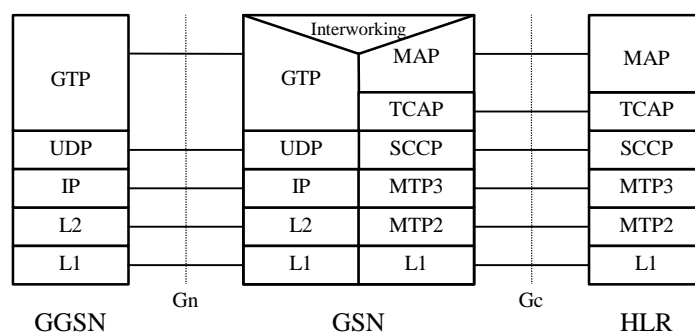 Interworking
GTP GTP MAP MAP
TCAP TCAP
UDP UDP SCCP SCCP
IP IP MTP3 MTP3
L2 L2 MTP2 MTP2
L1 L1 L1 L1
Gn Gc
GGSN GSN HLR